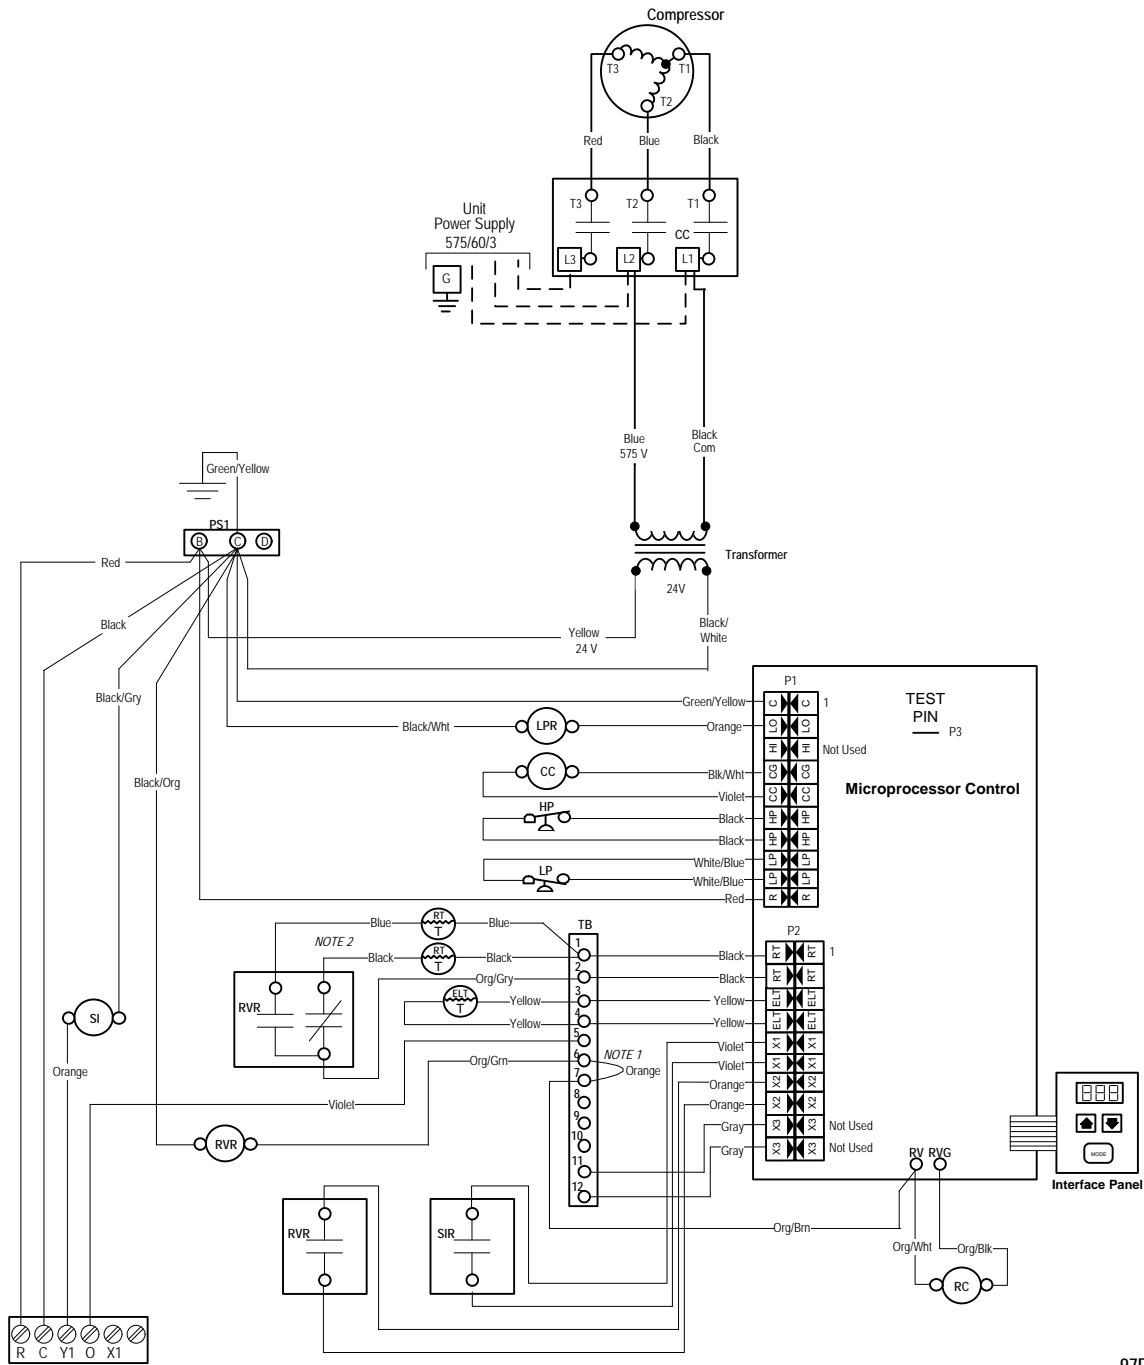 Compressor
T3
T1
T2
Red
Blue
Black
Unit
Power Supply
575/60/3
T3
T2
T1
CC
G
L3
L2
L1
Blue
575 V
Black
Com
Green/Yellow
PS1
B
C
D
Transformer
Red
24V
Black
Yellow
24 V
Black/
White
Black/Gry
Green/Yellow
Black/Wht
LPR
Orange
CC
Blk/Wht
Violet
Black/Org
HP
Black
Black
LP
White/Blue
White/Blue
Red
P1
C C 1
LO LO
HI HI Not Used
CG CG
CC CC
HP HP
HP HP
LP LP
LP LP
R R
TEST
PIN
P3
Microprocessor Control
Blue
RT
T
Blue
NOTE 2
Black
RT
T
Black
Org/Gry
RVR
ELT
T
Yellow
Yellow
TB
1
2
3
4
5
6
7
8
9
10
11
12
NOTE 1
Orange
Org/Grn
Violet
SI
Orange
RVR
P2
Black RT RT 1
Black RT RT
Yellow ELT ELT
Yellow ELT ELT
Violet X1 X1
Violet X1 X1
Orange X2 X2
Orange X2 X2
Gray X3 X3 Not Used
Gray X3 X3 Not Used
RV RVG
MODE
Interface Panel
RVR
SIR
Org/Brn
Org/Wht
Org/Blk
RC
R C Y1 O X1